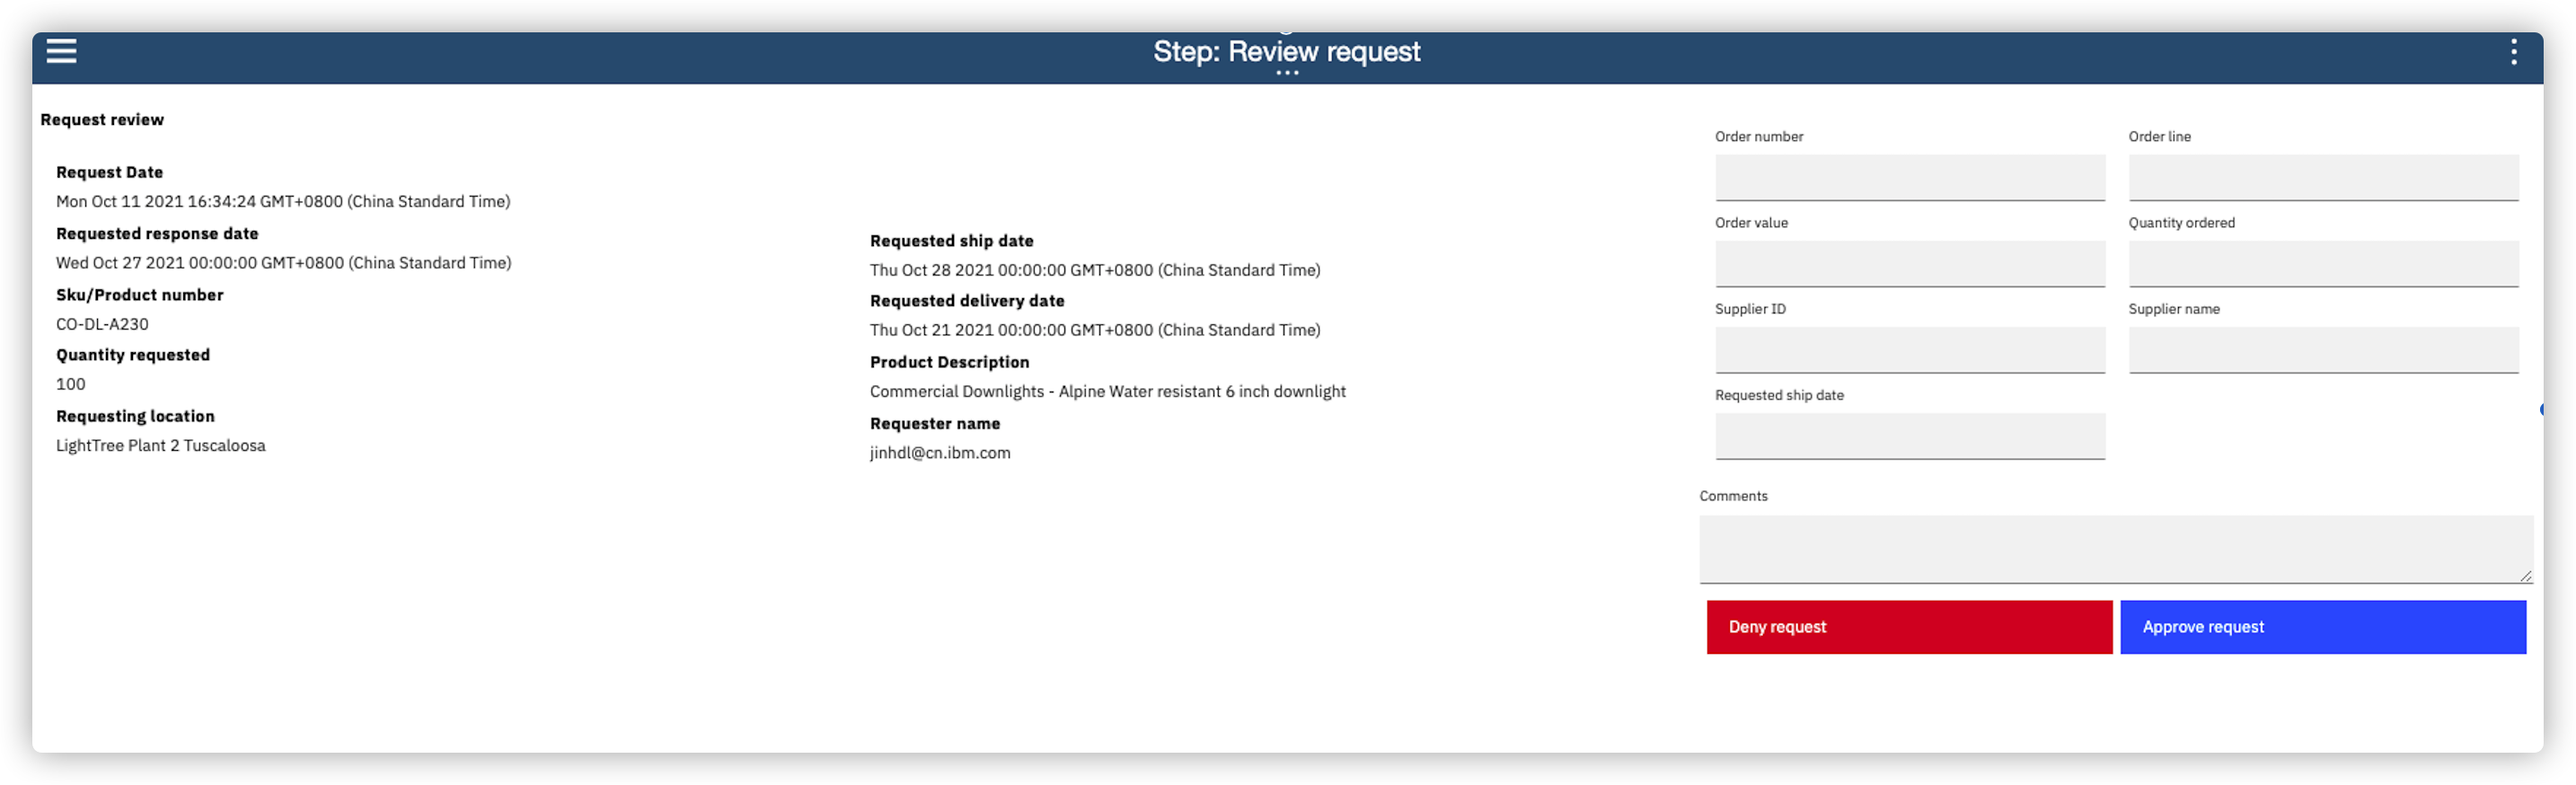 Step: Review request
Request review
Request Date
Mon Oct 11 2021 16:34:24 GMT+0800 (China Standard Time)
Requested response date
Wed Oct 27 2021 00:00:00 GMT+0800 (China Standard Time)
Sku/Product number
CO-DL-A230
Quantity requested
100
Requesting location
LightTree Plant 2 Tuscaloosa
Requested ship date
Thu Oct 28 2021 00:00:00 GMT+0800 (China Standard Time)
Requested delivery date
Thu Oct 21 2021 00:00:00 GMT+0800 (China Standard Time)
Product Description
Commercial Downlights - Alpine Water resistant 6 inch downlight
Requester name
jinhdl@cn.ibm.com
Order number
Order line
Order value
Quantity ordered
Supplier ID
Supplier name
Requested ship date
Comments
Deny request
Approve request